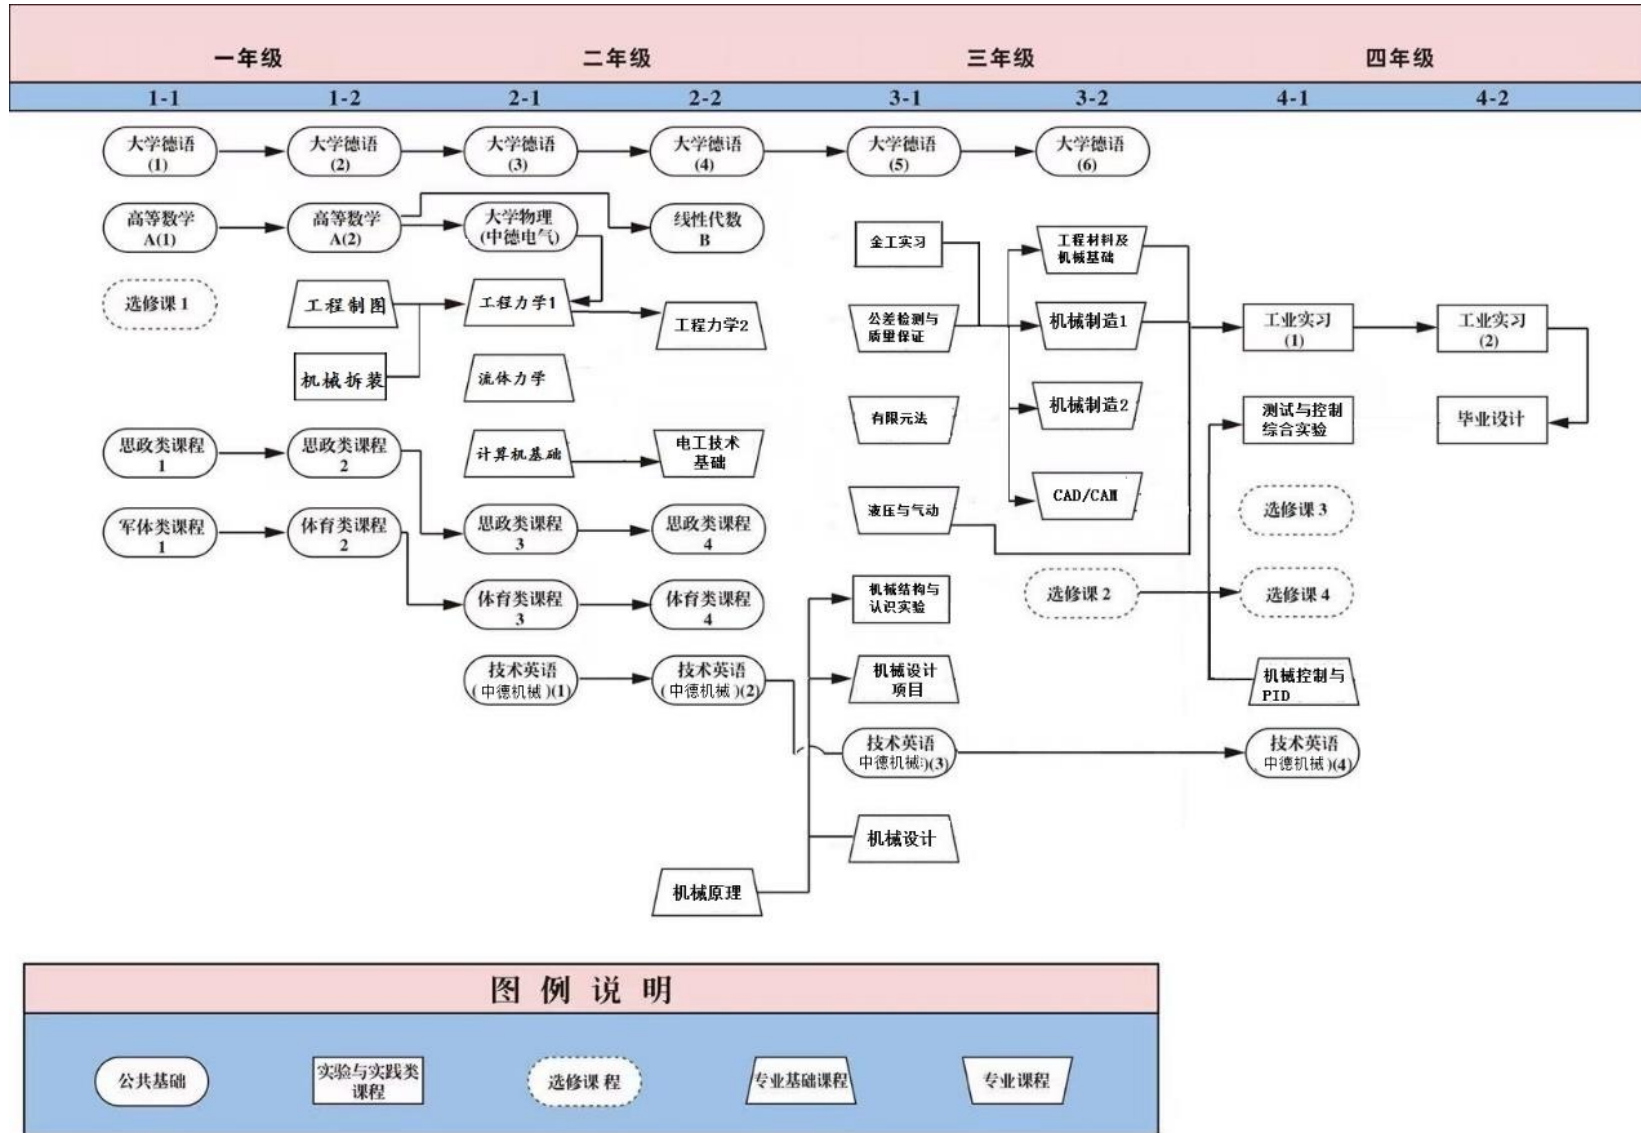 一年级
二年级
三年级
四年级
1-1
1-2
2-1
2-2
3-1
3-2
4-1
4-2
大学德语
(1)
大学德语
(2)
大学德语
(3)
大学德语
(4)
大学德语
(5)
大学德语
(6)
高等数学
A(1)
高等数学
A(2)
大学物理
(中德电气)
线性代数
B
金工实习
工程材料及
机械基础
选修课 1
工程制图
工程力学1
工程力学2
公差检测与
质量保证
机械制造1
工业实习
(1)
工业实习
(2)
机械拆装
流体力学
有限元法
机械制造2
测试与控制
综合实验
毕业设计
思政类课程
1
思政类课程
2
计算机基础
电工技术
基础
液压与气动
CAD/CAM
选修课 3
军体类课程
1
体育类课程
2
思政类课程
3
思政类课程
4
机械结构与
认识实验
选修课 2
选修课 4
体育类课程
3
体育类课程
4
技术英语
(中德机械)(1)
技术英语
(中德机械)(2)
机械设计
项目
机械控制与
PID
技术英语
中德机械)(3)
技术英语
中德机械)(4)
机械设计
机械原理
图 例 说 明
公共基础
实验与实践类
课程
选修课 程
专业基础课程
专业课程